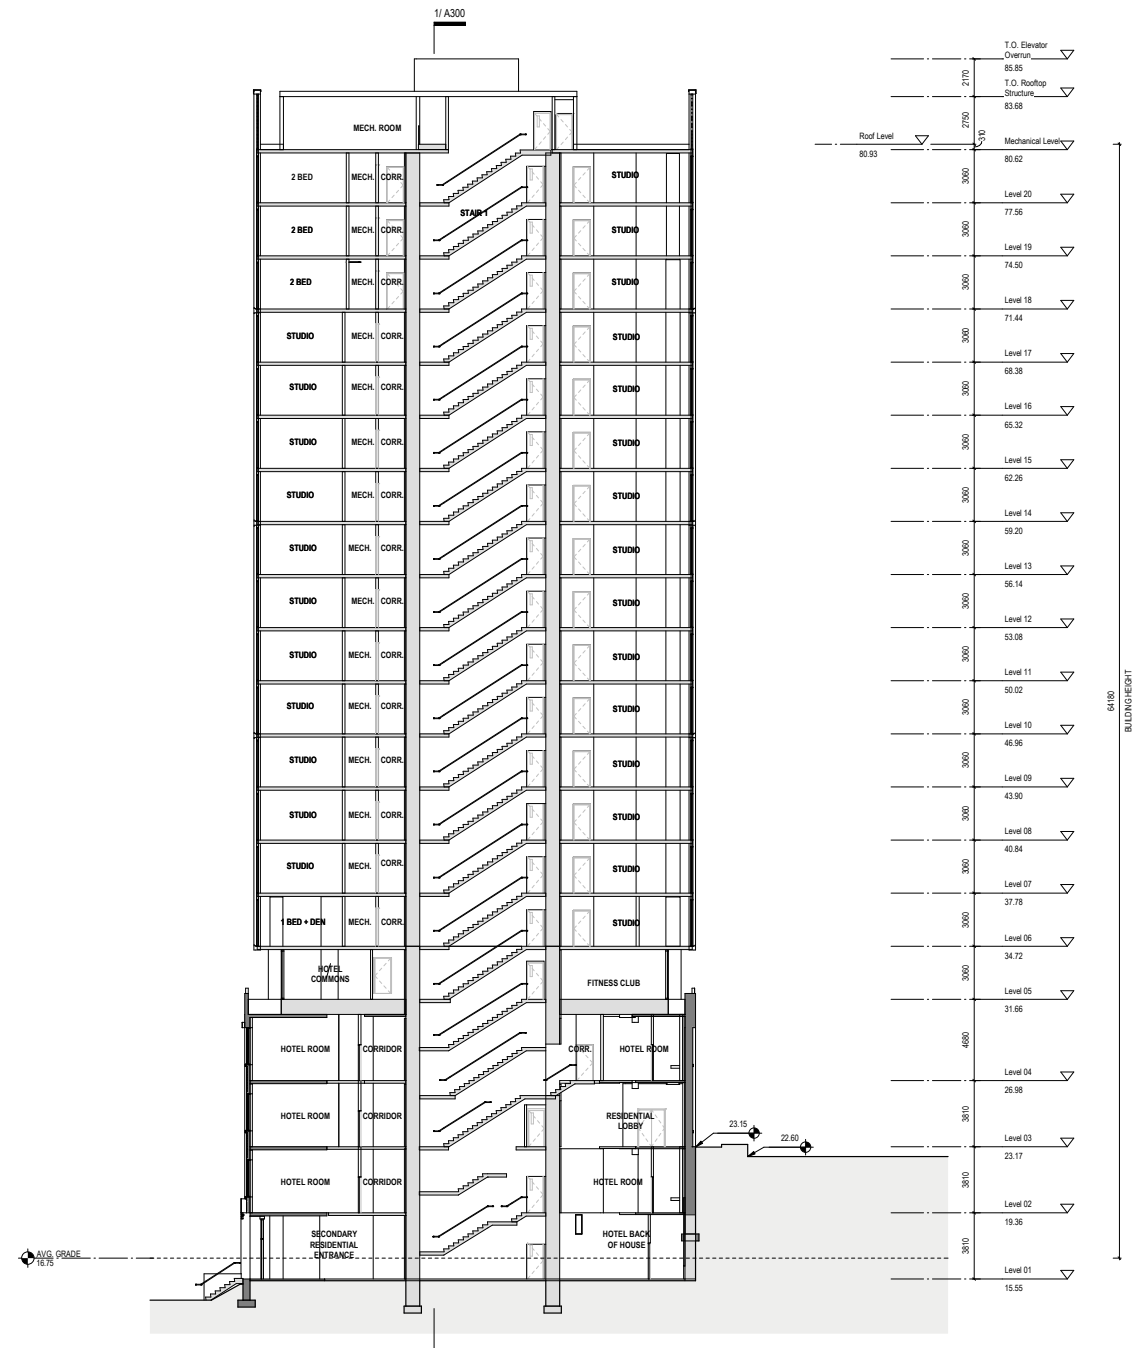 1/ A300
T.O. Elevator
Overrun
85.85
2170
T.O. Rooftop
Structure
83.68
2750
MECH. ROOM
Roof Level
80.93
310
Mechanical Level
80.62
3060
2 BED MECH. CORR. STUDIO
Level 20
77.56
STAIR 1
3060
2 BED MECH. CORR. STUDIO
Level 19
74.50
3060
2 BED MECH. CORR. STUDIO
Level 18
71.44
3060
STUDIO MECH. CORR. STUDIO
Level 17
68.38
3060
STUDIO MECH. CORR. STUDIO
Level 16
65.32
3060
STUDIO MECH. CORR. STUDIO
Level 15
62.26
3060
STUDIO MECH. CORR. STUDIO
Level 14
59.20
3060
STUDIO MECH. CORR. STUDIO
Level 13
56.14
3060
STUDIO MECH. CORR. STUDIO
Level 12
53.08
3060
STUDIO MECH. CORR. STUDIO
Level 11
50.02
3060
STUDIO MECH. CORR. STUDIO
Level 10
46.96
64180
BUILDING HEIGHT
3060
STUDIO MECH. CORR. STUDIO
Level 09
43.90
3060
STUDIO MECH. CORR. STUDIO
Level 08
40.84
3060
STUDIO MECH. CORR. STUDIO
Level 07
37.78
3060
1 BED + DEN MECH. CORR. STUDIO
Level 06
34.72
3060
HOTEL
COMMONS
FITNESS CLUB
Level 05
31.66
4680
HOTEL ROOM CORRIDOR CORR. HOTEL ROOM
Level 04
26.98
3810
HOTEL ROOM CORRIDOR
RESIDENTIAL
LOBBY
23.15
22.60
Level 03
23.17
3810
HOTEL ROOM CORRIDOR HOTEL ROOM
Level 02
19.36
3810
SECONDARY
RESIDENTIAL
ENTRANCE
HOTEL BACK
OF HOUSE
AVG. GRADE
16.75
Level 01
15.55